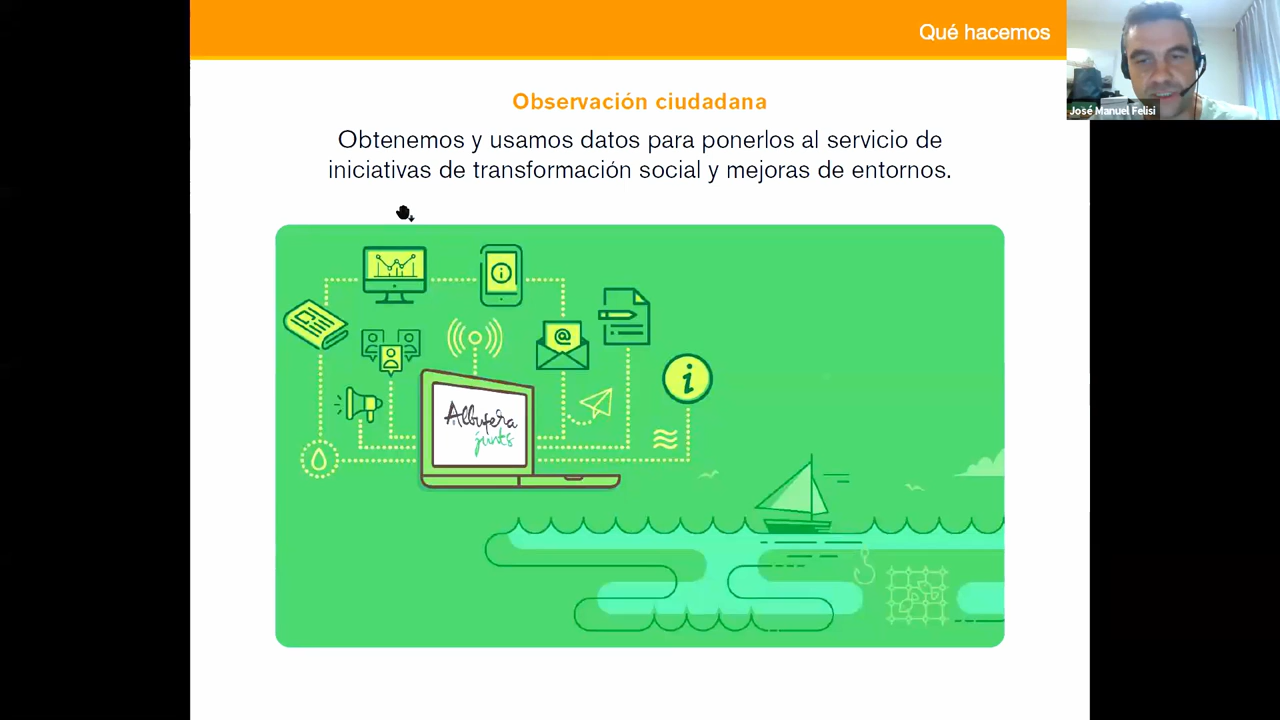 Qué hacemos
José Manuel Felisi
Observación ciudadana
Obtenemos y usamos datos para ponerlos al servicio de
iniciativas de transformación social y mejoras de entornos.
i
@
i
Albufera
junts